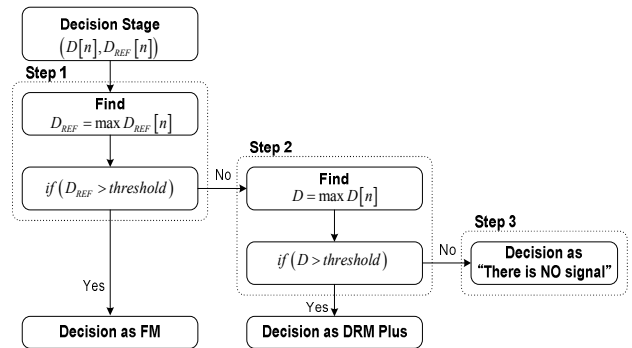 Decision Stage
(D[n], D_REF[n])
Step 1
Find
D_REF = max D_REF[n]
if (D_REF > threshold)
No
Step 2
Find
D = max D[n]
if (D > threshold)
No
Step 3
Decision as
“There is NO signal”
Yes
Yes
Decision as FM
Decision as DRM Plus